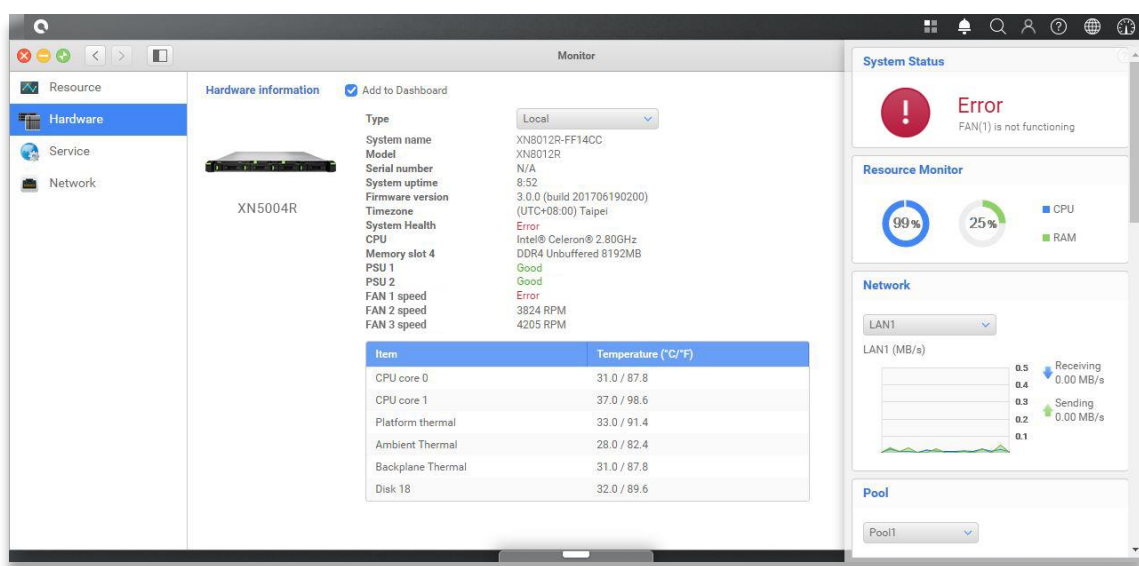 Monitor
Resource
Hardware
Service
Network
Hardware information
Add to Dashboard
XN5004R
Type Local
System name XN8012R-FF14CC
Model XN8012R
Serial number N/A
System uptime 8:52
Firmware version 3.0.0 (build 201706190200)
Timezone (UTC+08:00) Taipei
System Health Error
CPU Intel® Celeron® 2.80GHz
Memory slot 4 DDR4 Unbuffered 8192MB
PSU 1 Good
PSU 2 Good
FAN 1 speed Error
FAN 2 speed 3824 RPM
FAN 3 speed 4205 RPM
Item Temperature (°C/°F)
CPU core 0 31.0 / 87.8
CPU core 1 37.0 / 98.6
Platform thermal 33.0 / 91.4
Ambient Thermal 28.0 / 82.4
Backplane Thermal 31.0 / 87.8
Disk 18 32.0 / 89.6
System Status
Error
FAN(1) is not functioning
Resource Monitor
99%
25%
CPU
RAM
Network
LAN1
LAN1 (MB/s)
0.5
0.4
0.3
0.2
0.1
Receiving
0.00 MB/s
Sending
0.00 MB/s
Pool
Pool1